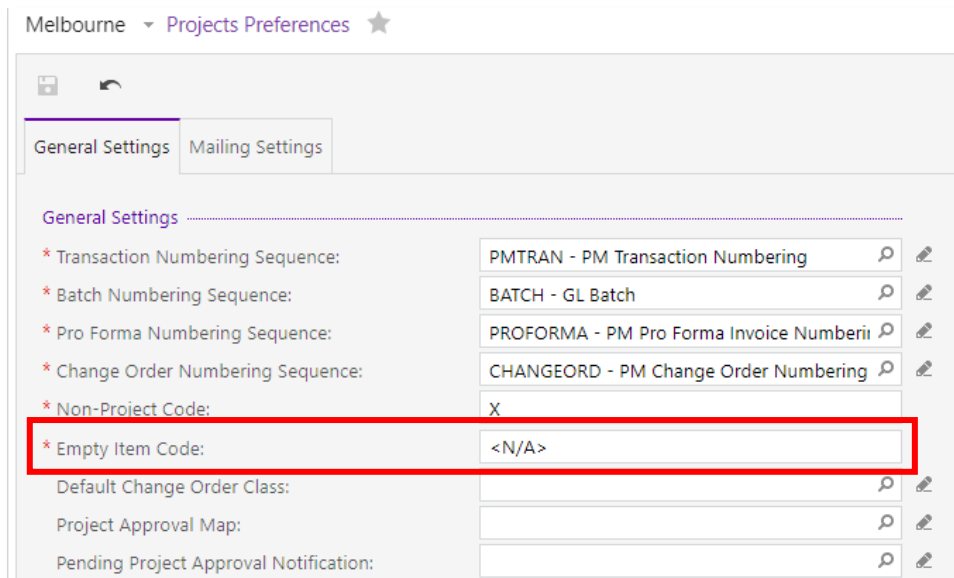 Melbourne Projects Preferences
General Settings Mailing Settings
General Settings
* Transaction Numbering Sequence: PMTRAN - PM Transaction Numbering
* Batch Numbering Sequence: BATCH - GL Batch
* Pro Forma Numbering Sequence: PROFORMA - PM Pro Forma Invoice Numberin
* Change Order Numbering Sequence: CHANGEORD - PM Change Order Numbering
* Non-Project Code: X
* Empty Item Code: <N/A>
Default Change Order Class:
Project Approval Map:
Pending Project Approval Notification: